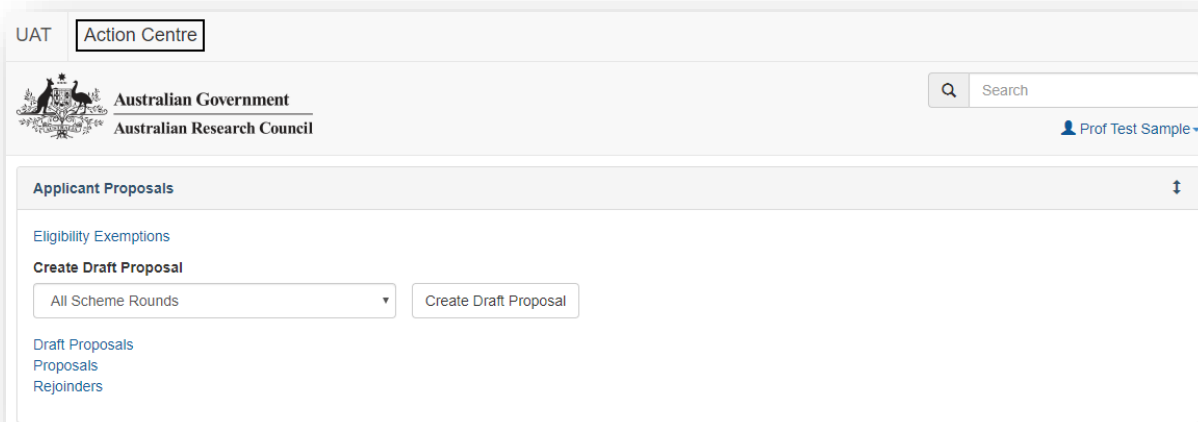 UAT Action Centre
Australian Government
Australian Research Council
Search
Prof Test Sample
Applicant Proposals
Eligibility Exemptions
Create Draft Proposal
All Scheme Rounds Create Draft Proposal
Draft Proposals
Proposals
Rejoinders